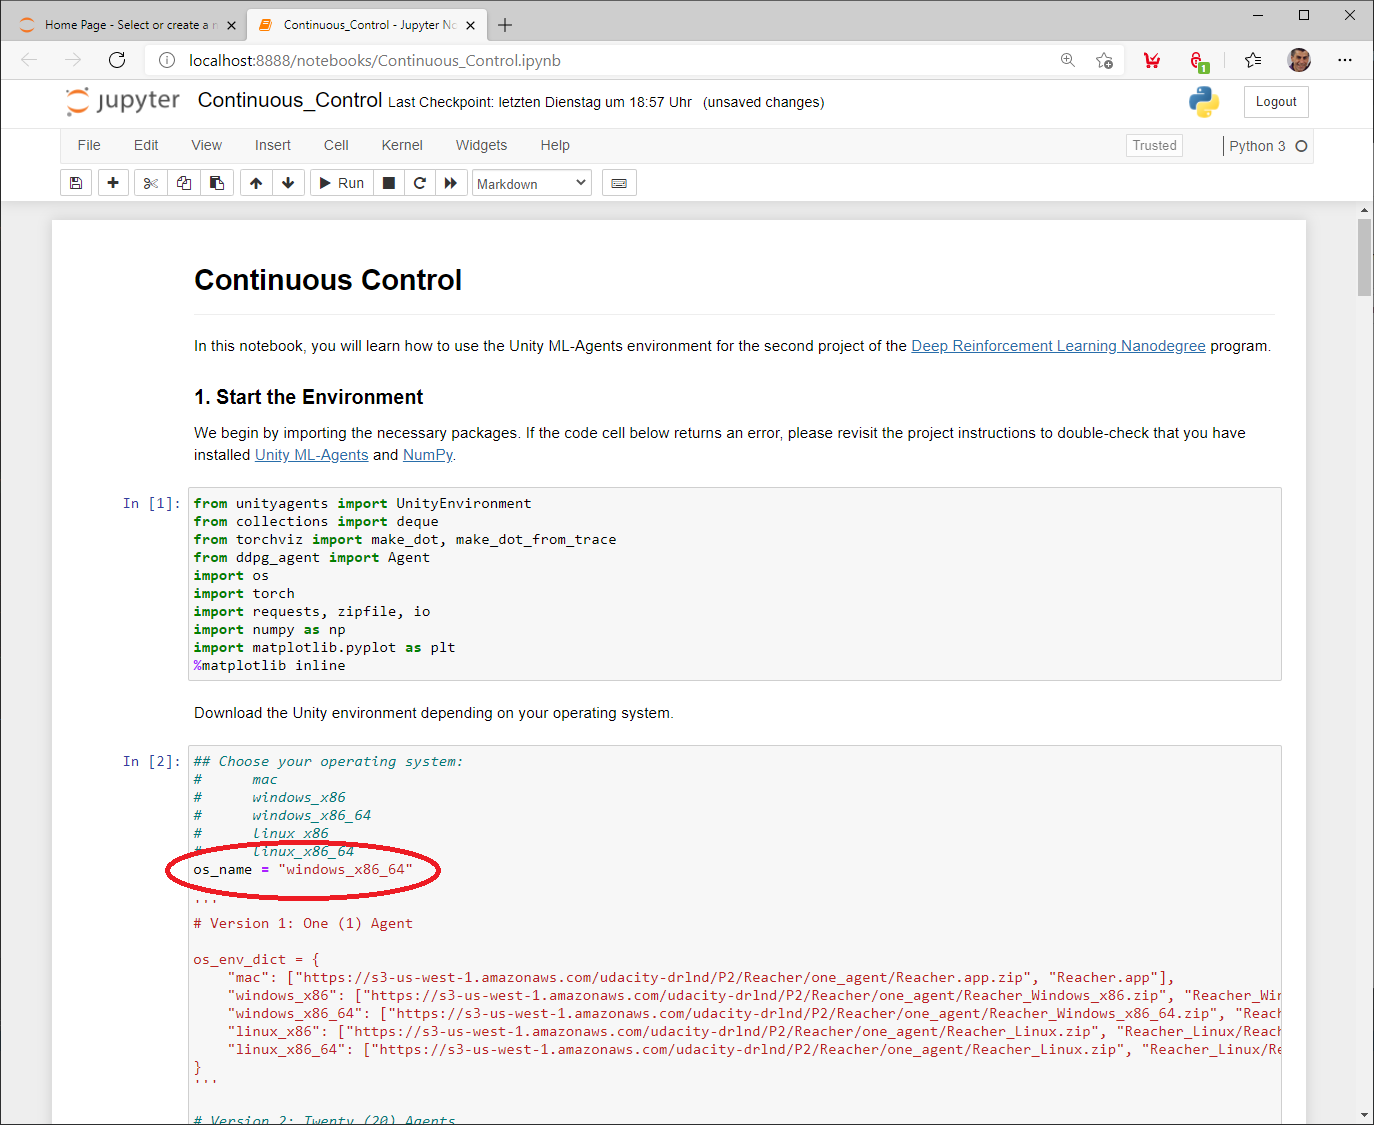 Home Page - Select or create a n
Continuous_Control - Jupyter No
localhost:8888/notebooks/Continuous_Control.ipynb
1
jupyter Continuous_Control Last Checkpoint: letzten Dienstag um 18:57 Uhr (unsaved changes)
Logout
File Edit View Insert Cell Kernel Widgets Help Trusted Python 3
Run Markdown
Continuous Control
In this notebook, you will learn how to use the Unity ML-Agents environment for the second project of the Deep Reinforcement Learning Nanodegree program.
1. Start the Environment
We begin by importing the necessary packages. If the code cell below returns an error, please revisit the project instructions to double-check that you have
installed Unity ML-Agents and NumPy.
In [1]: from unityagents import UnityEnvironment
from collections import deque
from torchviz import make_dot, make_dot_from_trace
from ddpg_agent import Agent
import os
import torch
import requests, zipfile, io
import numpy as np
import matplotlib.pyplot as plt
%matplotlib inline
Download the Unity environment depending on your operating system.
In [2]: ## Choose your operating system:
#      mac
#      windows_x86
#      windows_x86_64
#      linux_x86
#      linux_x86_64
os_name = "windows_x86_64"
'''
# Version 1: One (1) Agent
os_env_dict = {
    "mac": ["https://s3-us-west-1.amazonaws.com/udacity-drlnd/P2/Reacher/one_agent/Reacher.app.zip", "Reacher.app"],
    "windows_x86": ["https://s3-us-west-1.amazonaws.com/udacity-drlnd/P2/Reacher/one_agent/Reacher_Windows_x86.zip", "Reacher_Win
    "windows_x86_64": ["https://s3-us-west-1.amazonaws.com/udacity-drlnd/P2/Reacher/one_agent/Reacher_Windows_x86_64.zip", "Reach
    "linux_x86": ["https://s3-us-west-1.amazonaws.com/udacity-drlnd/P2/Reacher/one_agent/Reacher_Linux.zip", "Reacher_Linux/Reach
    "linux_x86_64": ["https://s3-us-west-1.amazonaws.com/udacity-drlnd/P2/Reacher/one_agent/Reacher_Linux.zip", "Reacher_Linux/Re
}
'''
# Version 2: Twenty (20) Agents